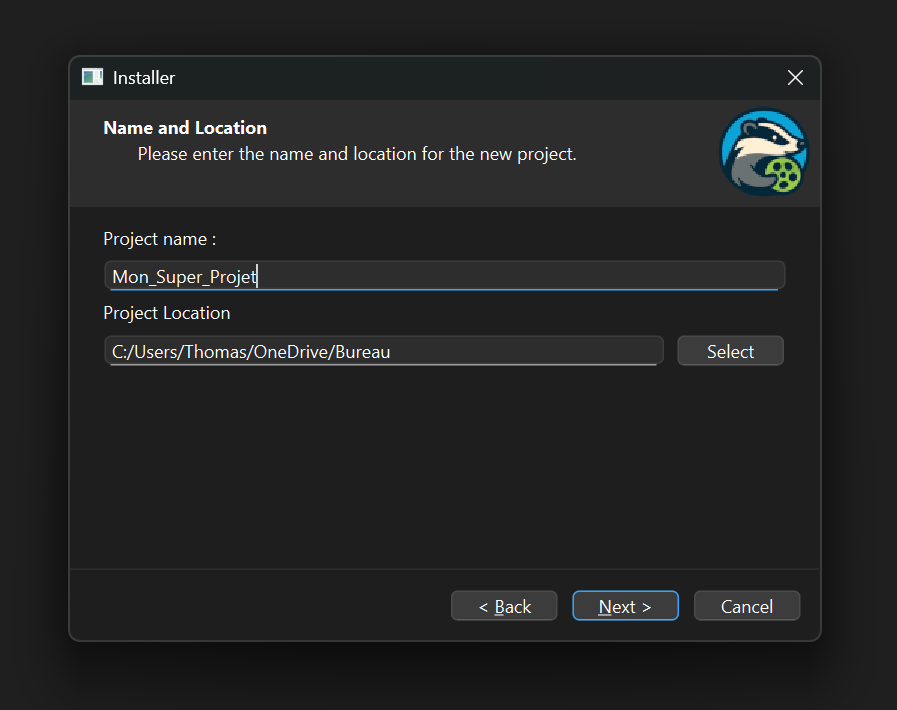 Installer
Name and Location
Please enter the name and location for the new project.
Project name :
Mon_Super_Projet
Project Location
C:/Users/Thomas/OneDrive/Bureau
Select
< Back
Next >
Cancel